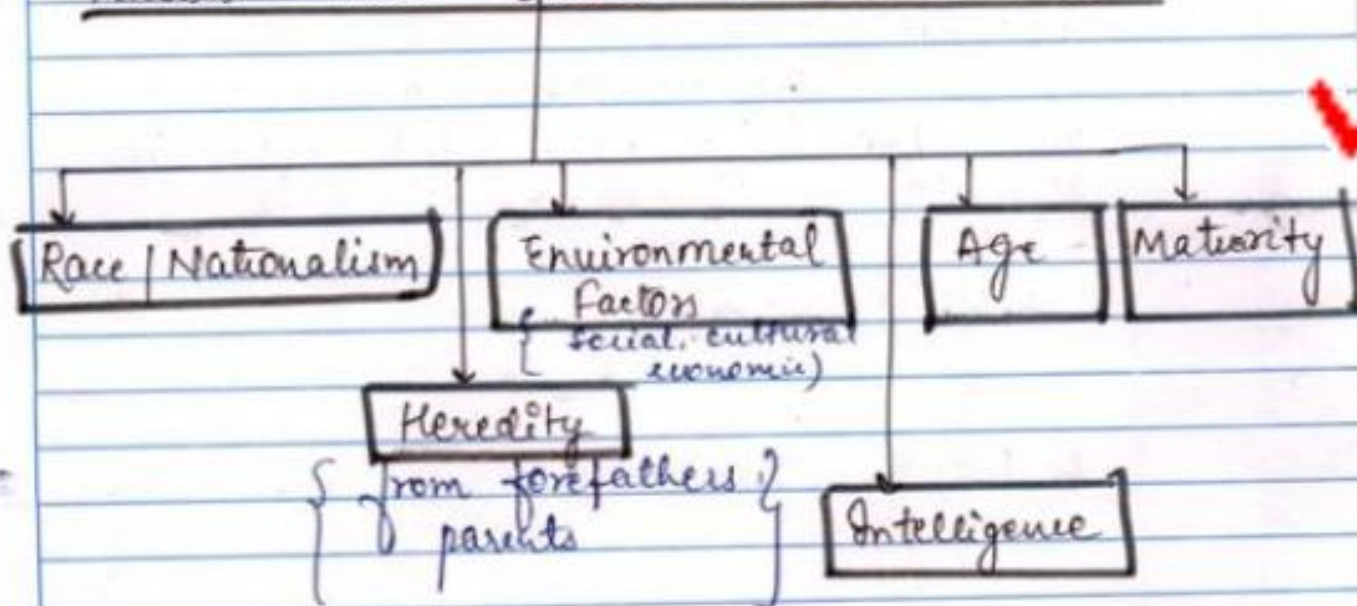 Race | Nationalism
Environmental
Factors
{ social, cultural
economic)
Age
Maturity
Heredity
{ from forefathers }
parents
Intelligence